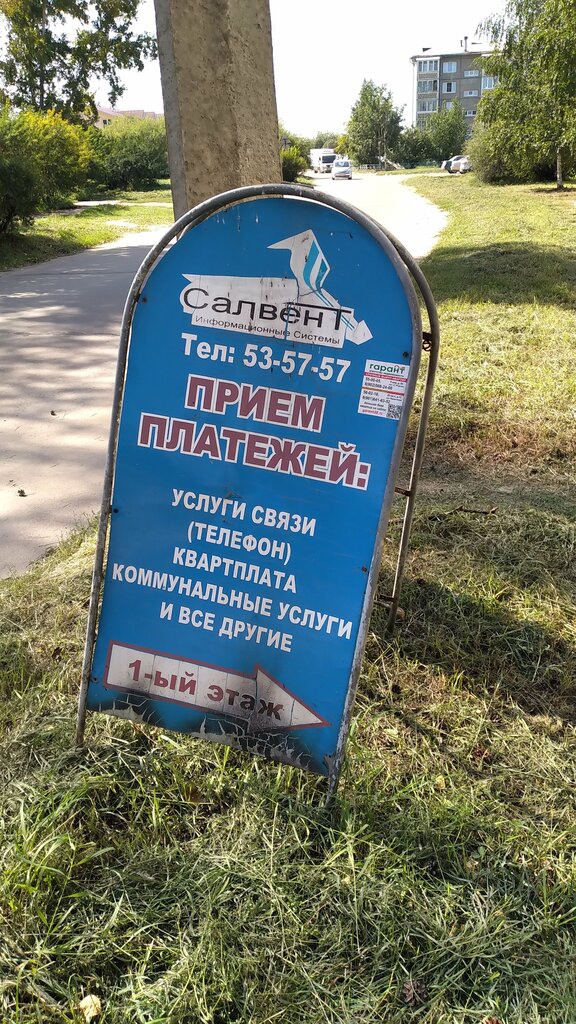 Салвент
Информационные Системы
Тел: 53-57-57
гарант
ПРИЕМ
ПЛАТЕЖЕЙ:
УСЛУГИ СВЯЗИ
(ТЕЛЕФОН)
КВАРТПЛАТА
КОММУНАЛЬНЫЕ УСЛУГИ
И ВСЕ ДРУГИЕ
1-ый этаж